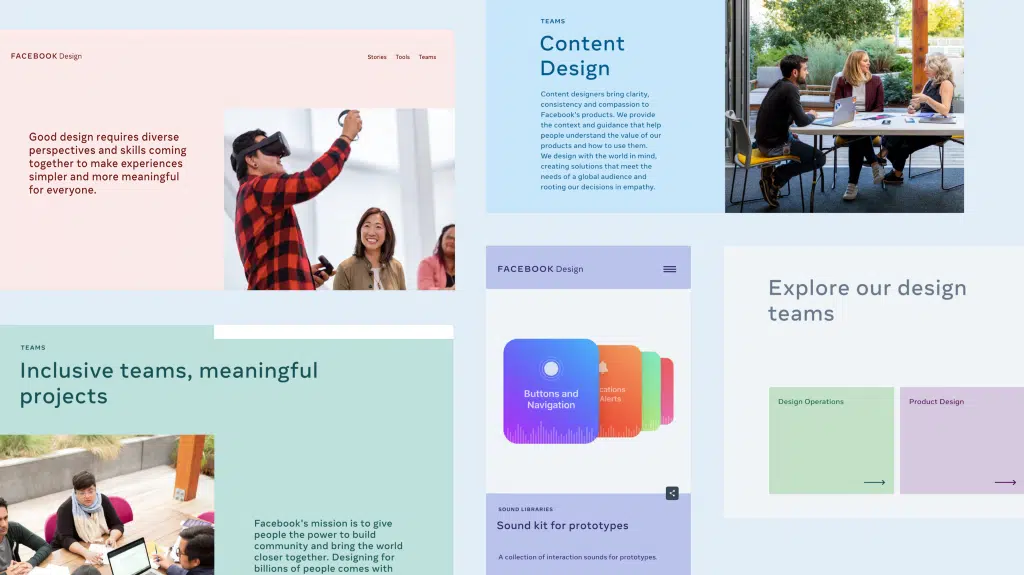 FACEBOOK Design
Stories Tools Teams
Good design requires diverse
perspectives and skills coming
together to make experiences
simpler and more meaningful
for everyone.
TEAMS
Content
Design
Content designers bring clarity,
consistency and compassion to
Facebook's products. We provide
the context and guidance that help
people understand the value of our
products and how to use them.
We design with the world in mind,
creating solutions that meet the
needs of a global audience and
rooting our decisions in empathy.
TEAMS
Inclusive teams, meaningful
projects
Facebook's mission is to give
people the power to build
community and bring the world
closer together. Designing for
billions of people comes with
FACEBOOK Design
Buttons and
Navigation
cations
Alerts
SOUND LIBRARIES
Sound kit for prototypes
A collection of interaction sounds for prototypes.
Explore our design
teams
Design Operations
Product Design